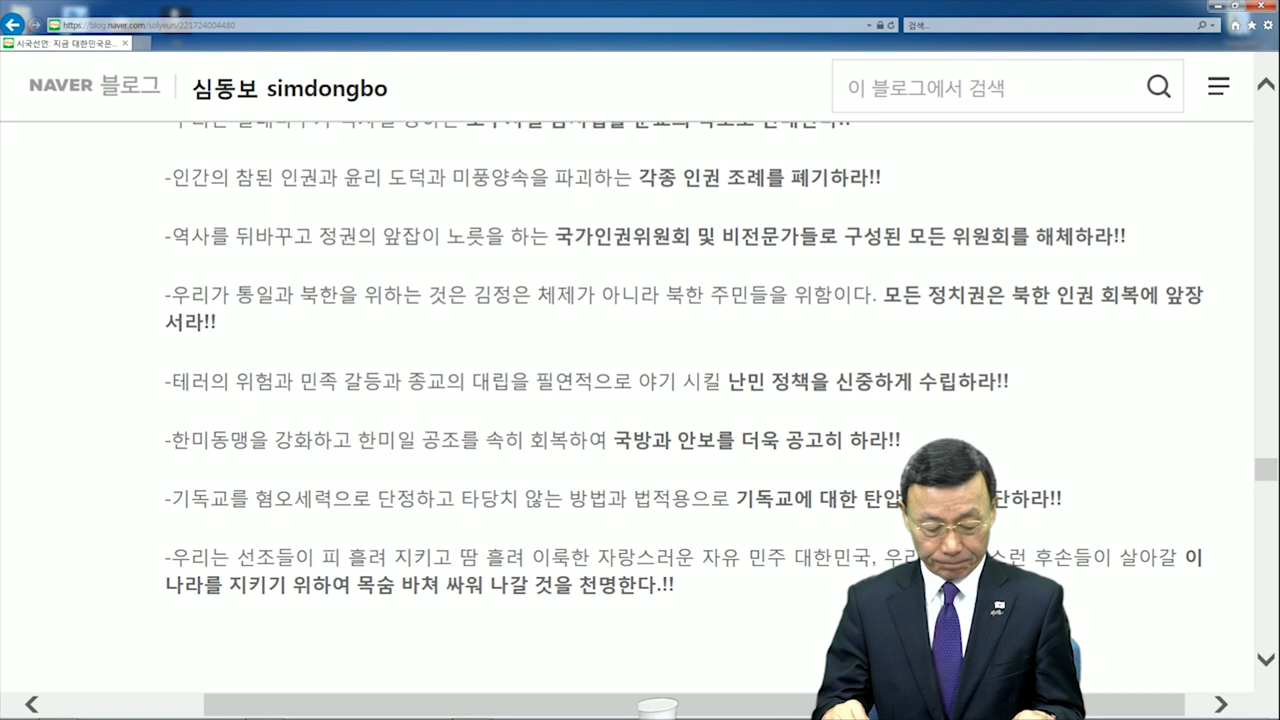 https://blog.naver.com/solyeun/221724004480
검색...
시국선언: 지금 대한민국은...
NAVER 블로그
심동보 simdongbo
이 블로그에서 검색
-인간의 참된 인권과 윤리 도덕과 미풍양속을 파괴하는 각종 인권 조례를 폐기하라!!
-역사를 뒤바꾸고 정권의 앞잡이 노릇을 하는 국가인권위원회 및 비전문가들로 구성된 모든 위원회를 해체하라!!
-우리가 통일과 북한을 위하는 것은 김정은 체제가 아니라 북한 주민들을 위함이다. 모든 정치권은 북한 인권 회복에 앞장
서라!!
-테러의 위험과 민족 갈등과 종교의 대립을 필연적으로 야기 시킬 난민 정책을 신중하게 수립하라!!
-한미동맹을 강화하고 한미일 공조를 속히 회복하여 국방과 안보를 더욱 공고히 하라!!
-기독교를 혐오세력으로 단정하고 타당치 않는 방법과 법적용으로 기독교에 대한 탄압 단하라!!
-우리는 선조들이 피 흘려 지키고 땀 흘려 이룩한 자랑스러운 자유 민주 대한민국, 우리 스런 후손들이 살아갈 이
나라를 지키기 위하여 목숨 바쳐 싸워 나갈 것을 천명한다.!!